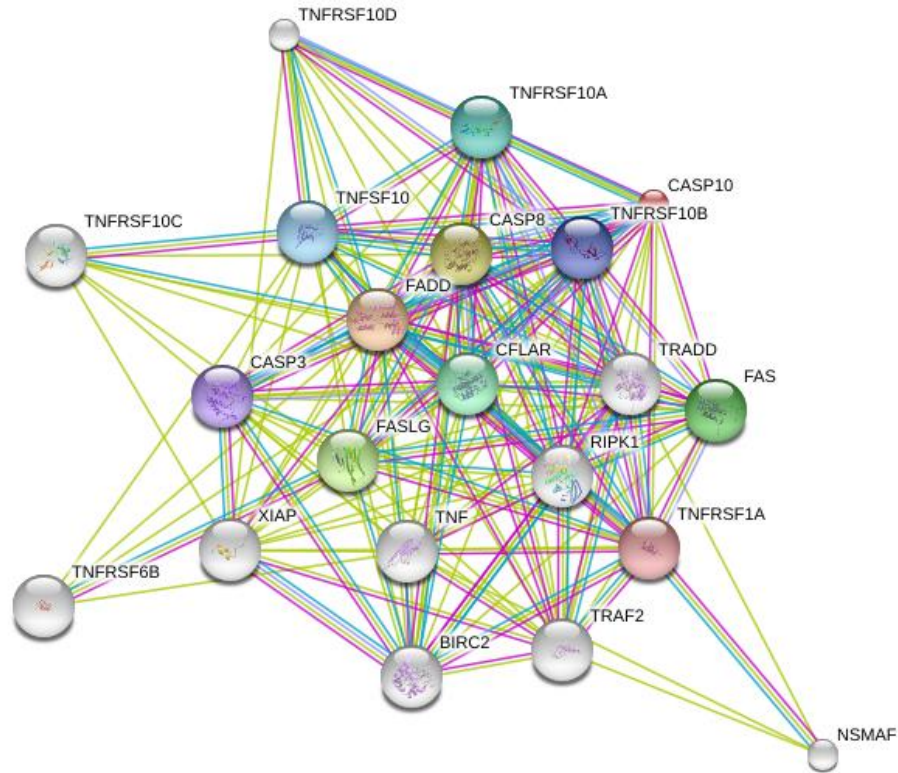 TNFRSF10D
TNFRSF10A
CASP10
TNFSF10
CASP8
TNFRSF10B
TNFRSF10C
FADD
CFLAR
TRADD
CASP3
FAS
FASLG
RIPK1
XIAP
TNF
TNFRSF1A
TNFRSF6B
TRAF2
BIRC2
NSMAF